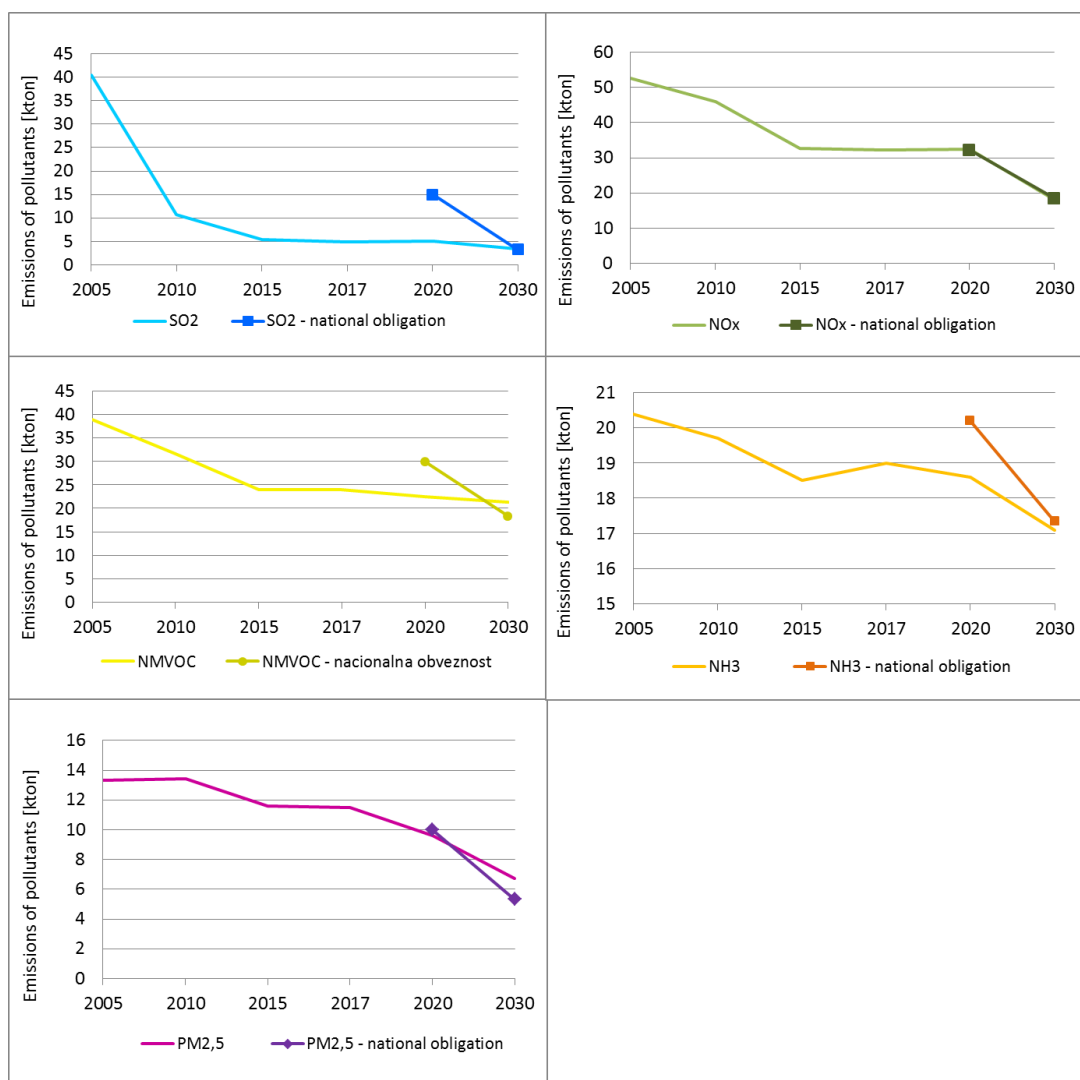 Emissions of pollutants [kton]
45
40
35
30
25
20
15
10
5
0
2005 2010 2015 2017 2020 2030
SO2 SO2 - national obligation
Emissions of pollutants [kton]
60
50
40
30
20
10
0
2005 2010 2015 2017 2020 2030
NOx NOx - national obligation
Emissions of pollutants [kton]
45
40
35
30
25
20
15
10
5
0
2005 2010 2015 2017 2020 2030
NMVOC NMVOC - nacionalna obveznost
Emissions of pollutants [kton]
21
20
19
18
17
16
15
2005 2010 2015 2017 2020 2030
NH3 NH3 - national obligation
Emissions of pollutants [kton]
16
14
12
10
8
6
4
2
0
2005 2010 2015 2017 2020 2030
PM2,5 PM2,5 - national obligation